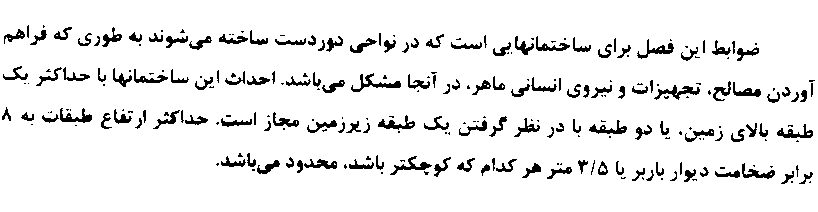 ضوابط این فصل برای ساختمانهایی است که در نواحی دوردست ساخته می‌شوند به طوری که فراهم
آوردن مصالح، تجهیزات و نیروی انسانی ماهر، در آنجا مشکل می‌باشد. احداث این ساختمانها با حداکثر یک
طبقه بالای زمین، یا دو طبقه با در نظر گرفتن یک طبقه زیرزمین مجاز است. حداکثر ارتفاع طبقات به ۸
برابر ضخامت دیوار باربر یا ۳/۵ متر هر کدام که کوچکتر باشد، محدود می‌باشد.